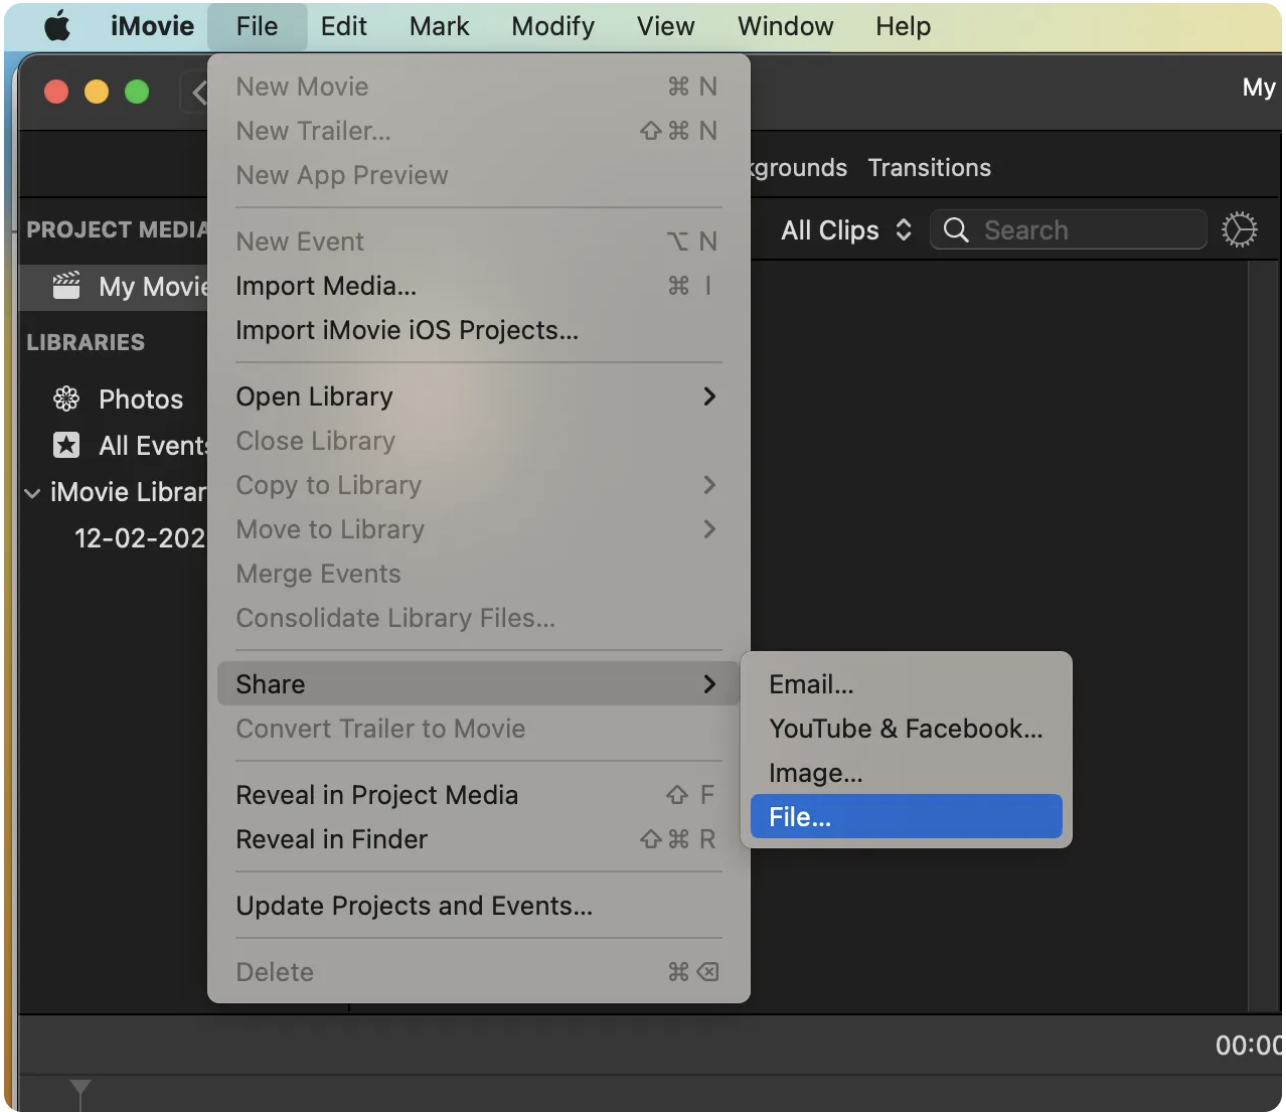 iMovie File Edit Mark Modify View Window Help
My
New Movie ⌘ N
New Trailer... ⇧ ⌘ N
New App Preview
kgrounds Transitions
PROJECT MEDIA
All Clips Search
New Event ⌥ N
My Movie
Import Media... ⌘ I
Import iMovie iOS Projects...
LIBRARIES
Photos
Open Library
All Events
Close Library
iMovie Librar
Copy to Library
12-02-202
Move to Library
Merge Events
Consolidate Library Files...
Share
Email...
Convert Trailer to Movie
YouTube & Facebook...
Image...
Reveal in Project Media ⇧ F
File...
Reveal in Finder ⇧ ⌘ R
Update Projects and Events...
Delete ⌘ ⌫
00:00